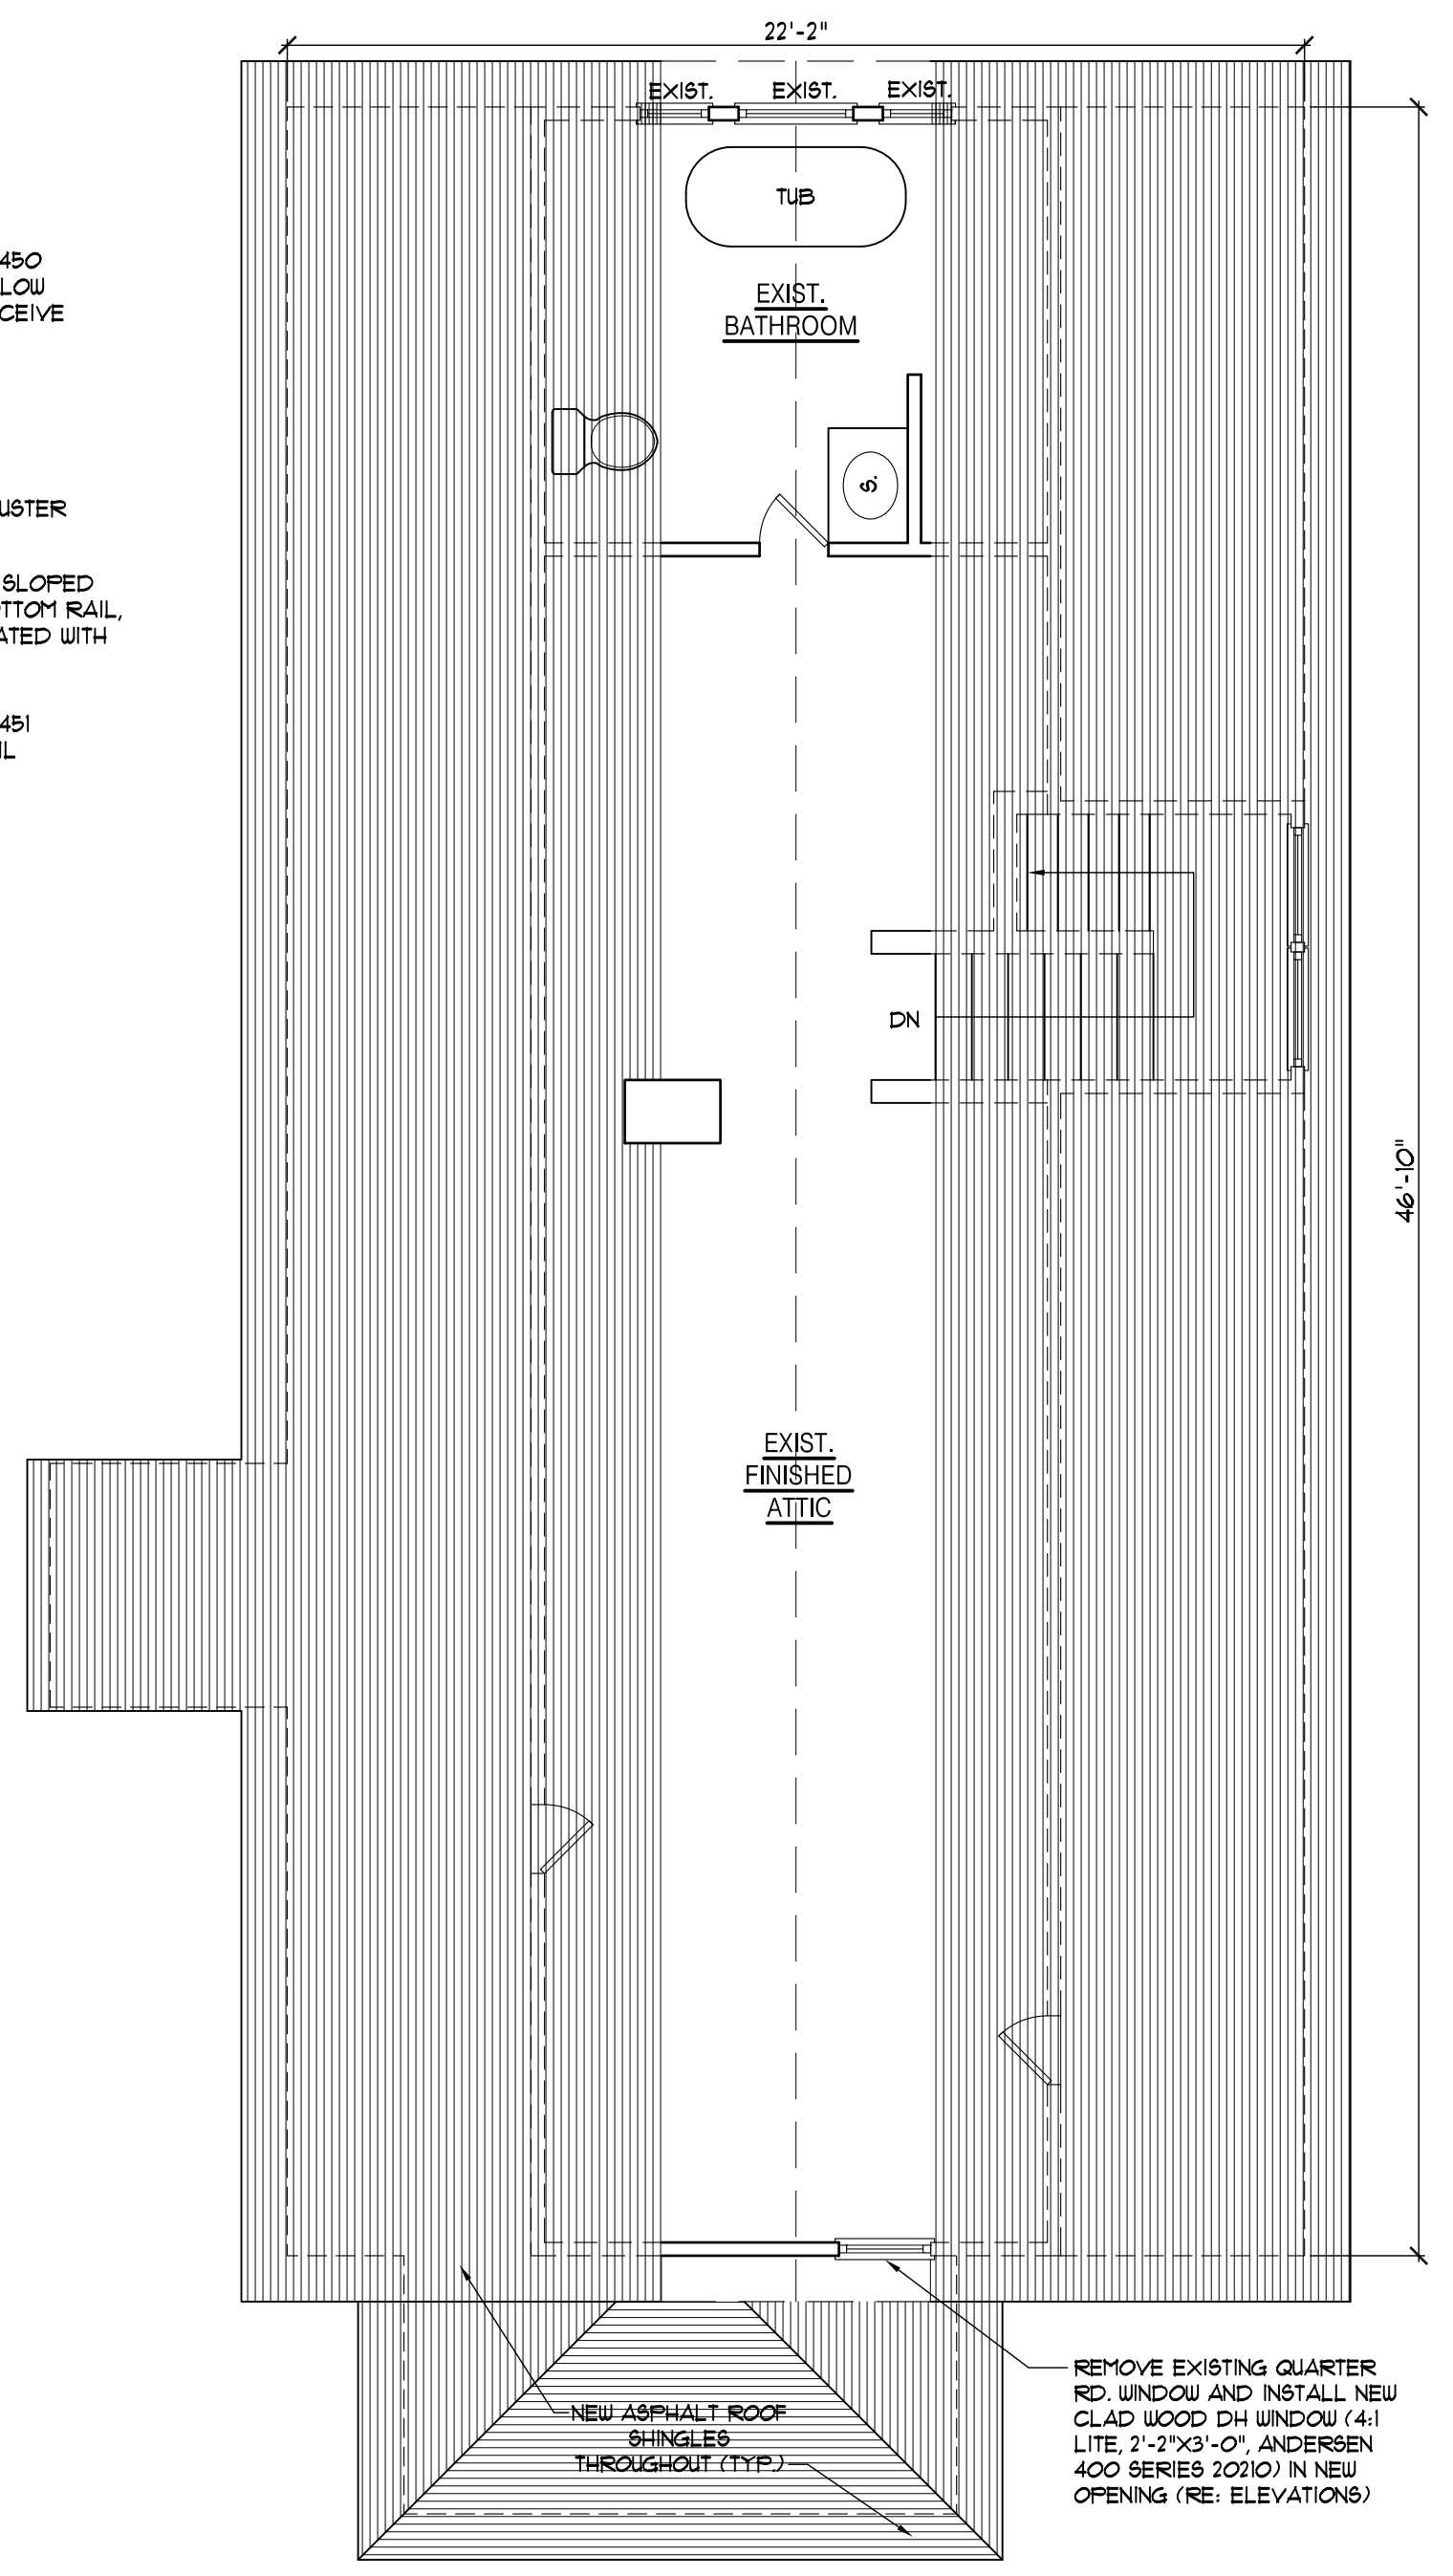 22'-2"
EXIST. EXIST. EXIST.
TUB
EXIST.
BATHROOM
S.
450
LOW
CEIVE
USTER
SLOPED
TTOM RAIL,
ATED WITH
451
IL
DN
46'-10"
EXIST.
FINISHED
ATTIC
NEW ASPHALT ROOF
SHINGLES
THROUGHOUT (TYP.)
REMOVE EXISTING QUARTER
RD. WINDOW AND INSTALL NEW
CLAD WOOD DH WINDOW (4:1
LITE, 2'-2"X3'-0", ANDERSEN
400 SERIES 20210) IN NEW
OPENING (RE: ELEVATIONS)